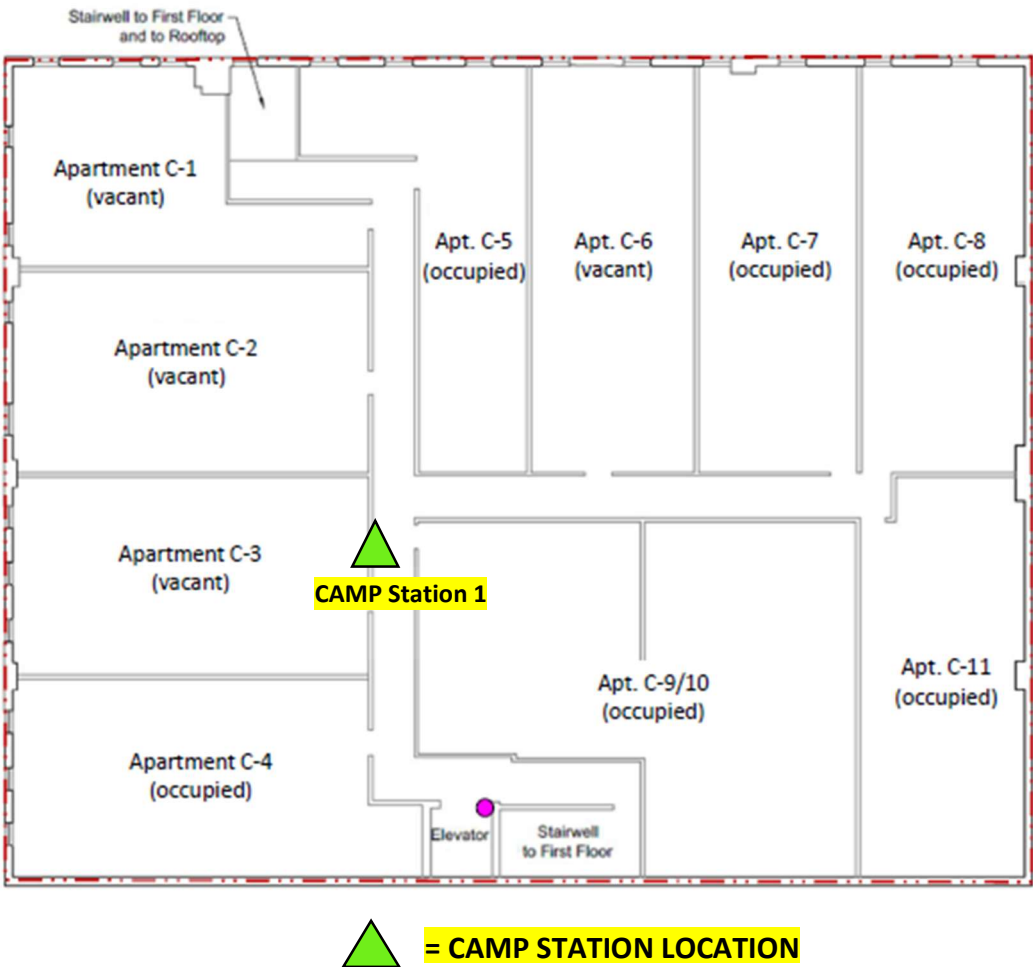 Stairwell to First Floor
and to Rooftop
Apartment C-1
(vacant)
Apt. C-5
(occupied)
Apt. C-6
(vacant)
Apt. C-7
(occupied)
Apt. C-8
(occupied)
Apartment C-2
(vacant)
Apartment C-3
(vacant)
CAMP Station 1
Apt. C-9/10
(occupied)
Apt. C-11
(occupied)
Apartment C-4
(occupied)
Elevator
Stairwell
to First Floor
= CAMP STATION LOCATION